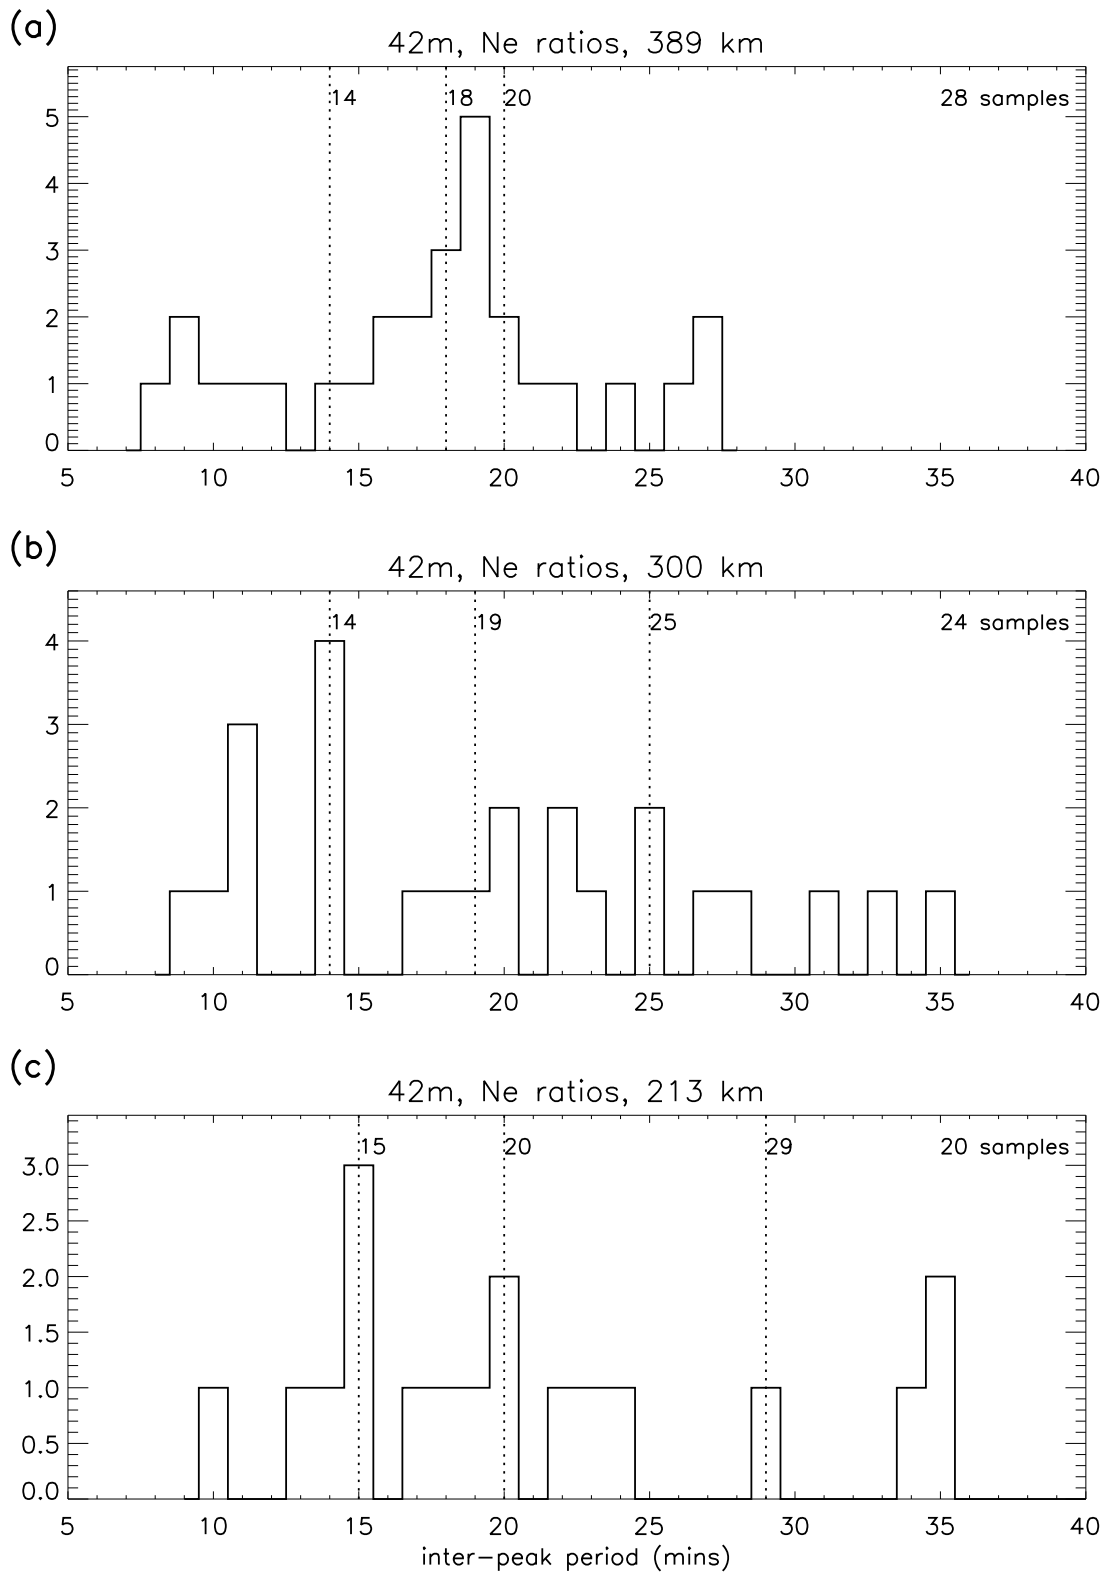 (a)
42m, Ne ratios, 389 km
14 18 20 28 samples
5
4
3
2
1
0
5 10 15 20 25 30 35 40
(b)
42m, Ne ratios, 300 km
14 19 25 24 samples
4
3
2
1
0
5 10 15 20 25 30 35 40
(c)
42m, Ne ratios, 213 km
15 20 29 20 samples
3.0
2.5
2.0
1.5
1.0
0.5
0.0
5 10 15 20 25 30 35 40
inter-peak period (mins)